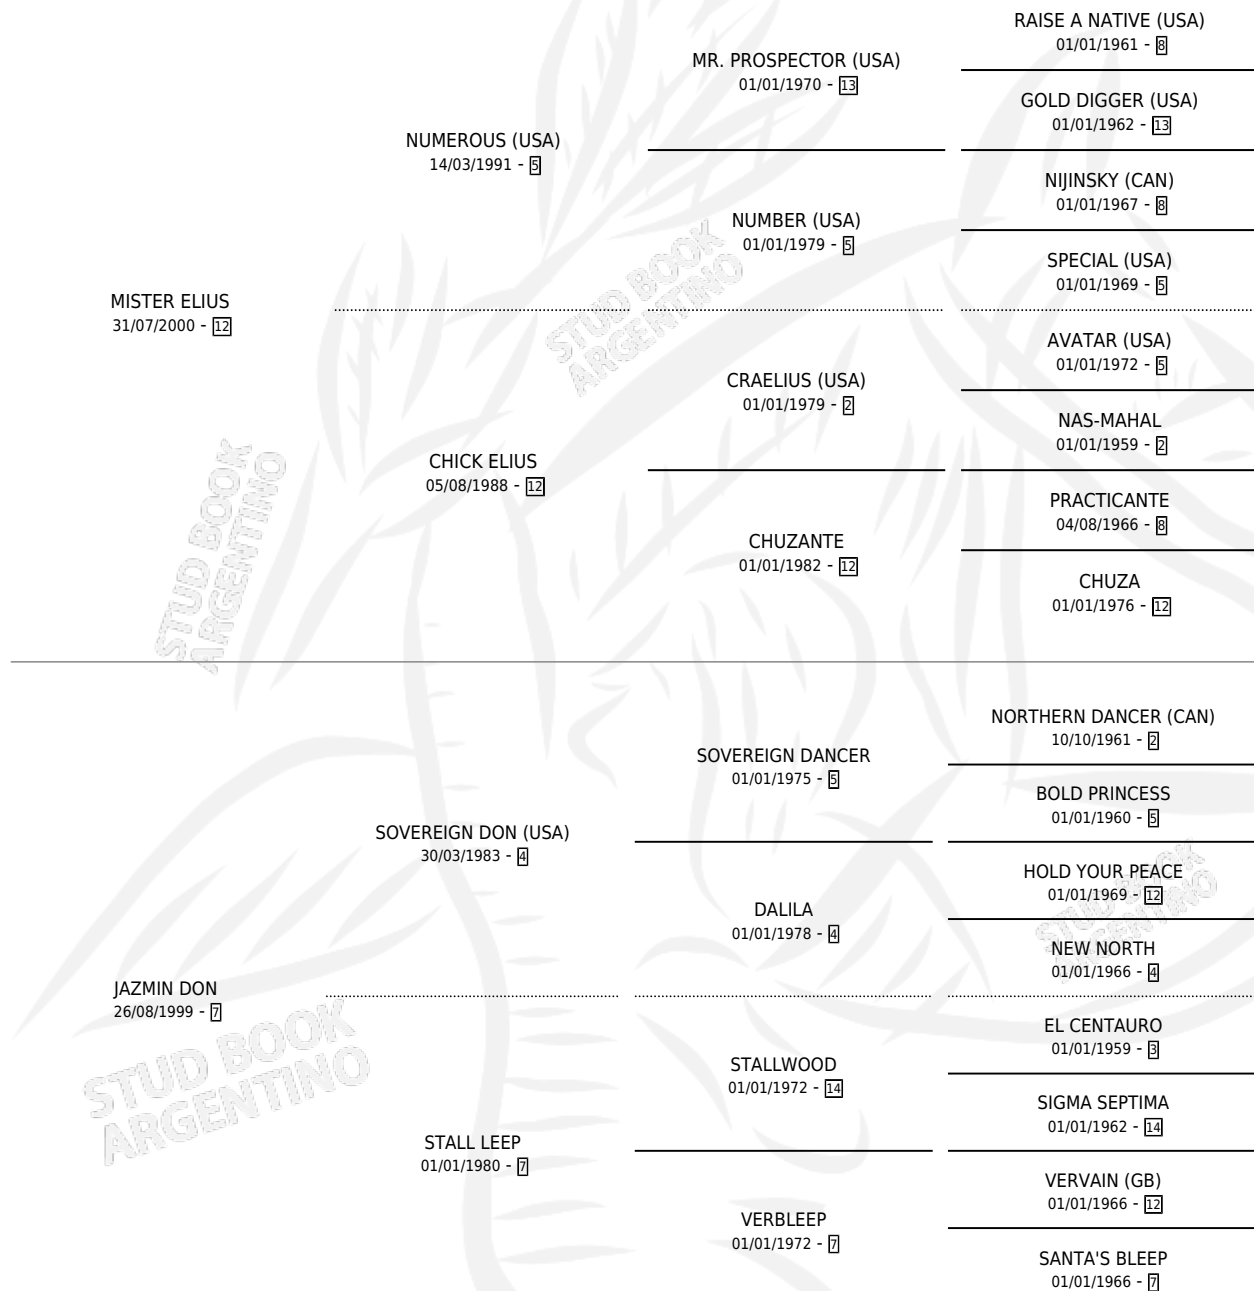 RAISE A NATIVE (USA)
01/01/1961 - 8
MR. PROSPECTOR (USA)
01/01/1970 - 13
GOLD DIGGER (USA)
01/01/1962 - 13
NUMEROUS (USA)
14/03/1991 - 5
NIJINSKY (CAN)
01/01/1967 - 8
NUMBER (USA)
01/01/1979 - 5
SPECIAL (USA)
01/01/1969 - 5
MISTER ELIUS
31/07/2000 - 12
AVATAR (USA)
01/01/1972 - 5
CRAELIUS (USA)
01/01/1979 - 2
NAS-MAHAL
01/01/1959 - 2
CHICK ELIUS
05/08/1988 - 12
PRACTICANTE
04/08/1966 - 8
CHUZANTE
01/01/1982 - 12
CHUZA
01/01/1976 - 12
NORTHERN DANCER (CAN)
10/10/1961 - 2
SOVEREIGN DANCER
01/01/1975 - 5
BOLD PRINCESS
01/01/1960 - 5
SOVEREIGN DON (USA)
30/03/1983 - 4
HOLD YOUR PEACE
01/01/1969 - 12
DALILA
01/01/1978 - 4
NEW NORTH
01/01/1966 - 4
JAZMIN DON
26/08/1999 - 7
EL CENTAURO
01/01/1959 - 3
STALLWOOD
01/01/1972 - 14
SIGMA SEPTIMA
01/01/1962 - 14
STALL LEEP
01/01/1980 - 7
VERVAIN (GB)
01/01/1966 - 12
VERBLEEP
01/01/1972 - 7
SANTA'S BLEEP
01/01/1966 - 7
STUD BOOK
ARGENTINO
STUD BOOK
ARGENTINO
STUD BOOK
ARGENTINO
STUD BOOK
ARGENTINO